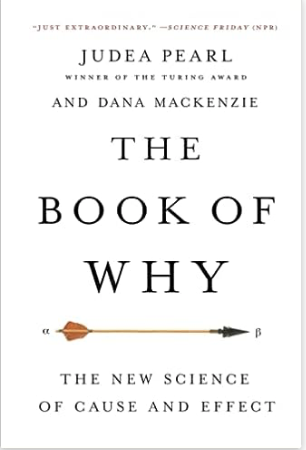 "JUST EXTRAORDINARY." —SCIENCE FRIDAY (NPR)
JUDEA PEARL
WINNER OF THE TURING AWARD
AND DANA MACKENZIE
THE
BOOK OF
WHY
α β
THE NEW SCIENCE
OF CAUSE AND EFFECT